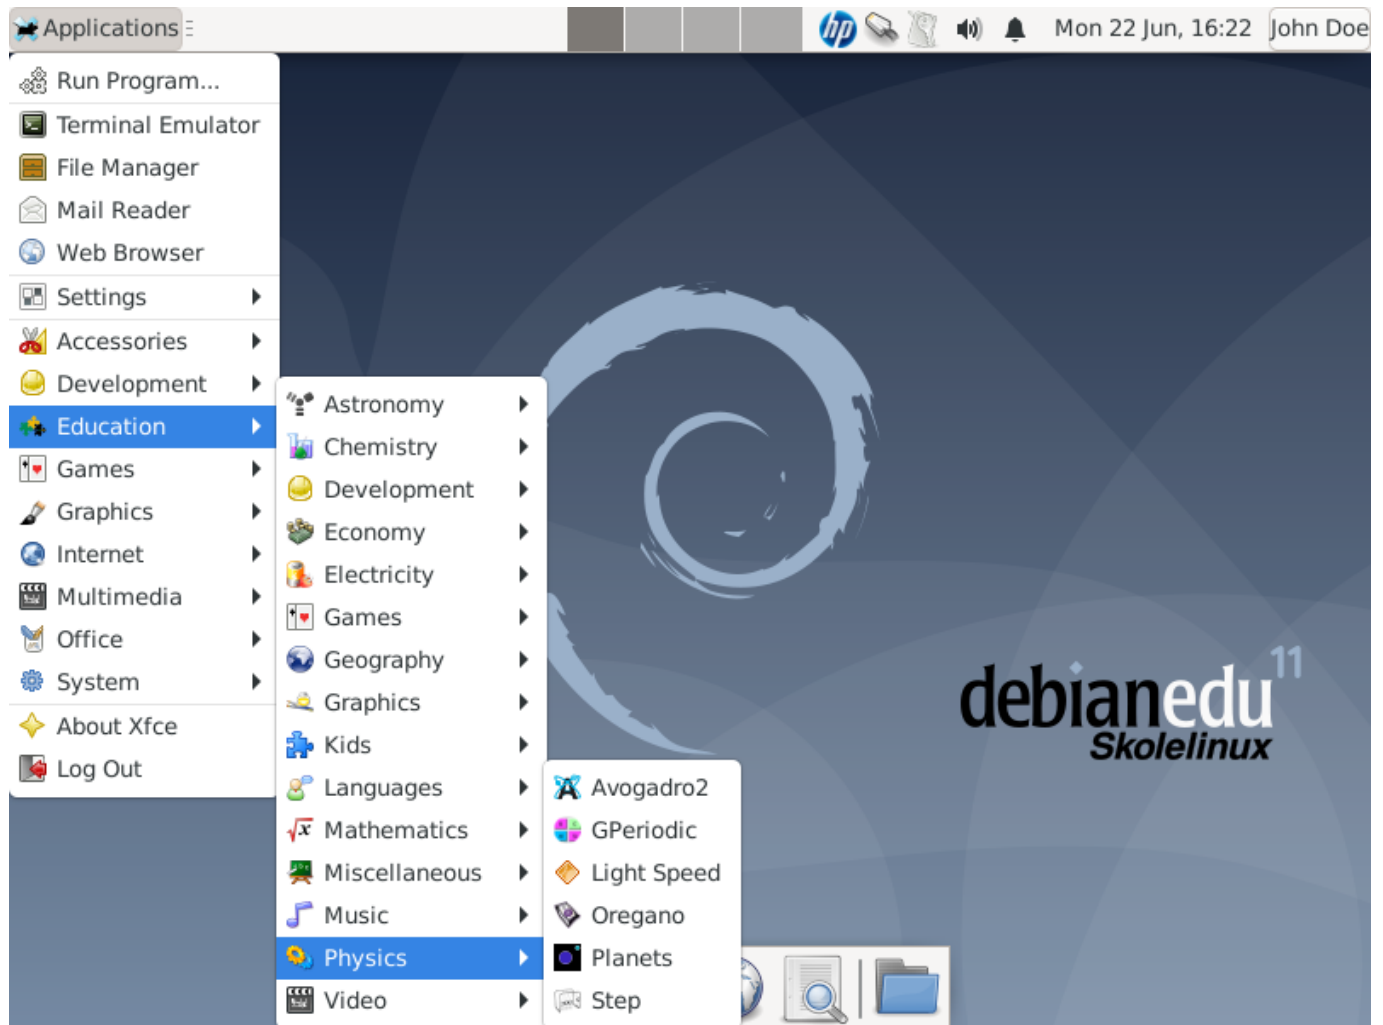 Applications
Mon 22 Jun, 16:22
John Doe
Run Program...
Terminal Emulator
File Manager
Mail Reader
Web Browser
Settings
Accessories
Development
Education
Games
Graphics
Internet
Multimedia
Office
System
About Xfce
Log Out
Astronomy
Chemistry
Development
Economy
Electricity
Games
Geography
Graphics
Kids
Languages
Mathematics
Miscellaneous
Music
Physics
Video
Avogadro2
GPeriodic
Light Speed
Oregano
Planets
Step
debianedu 11
Skolelinux
hp